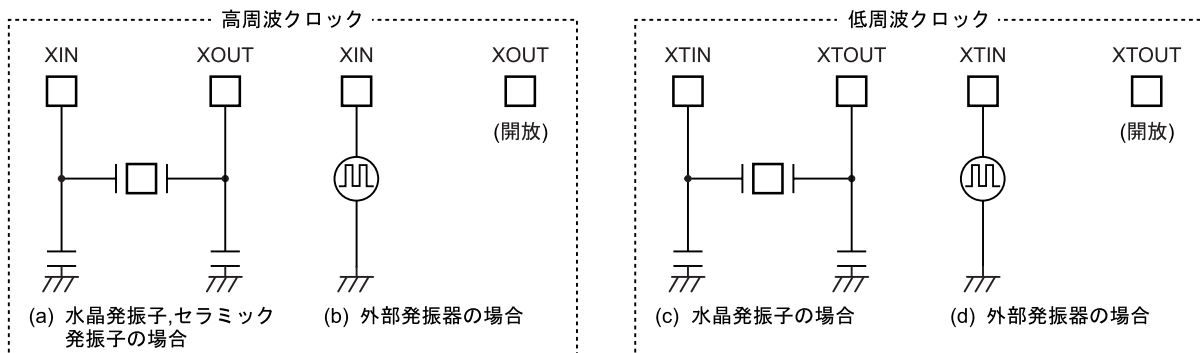 高周波クロック
XIN XOUT XIN XOUT
(開放)
(a) 水晶発振子,セラミック
発振子の場合
(b) 外部発振器の場合
低周波クロック
XTIN XTOUT XTIN XTOUT
(開放)
(c) 水晶発振子の場合
(d) 外部発振器の場合